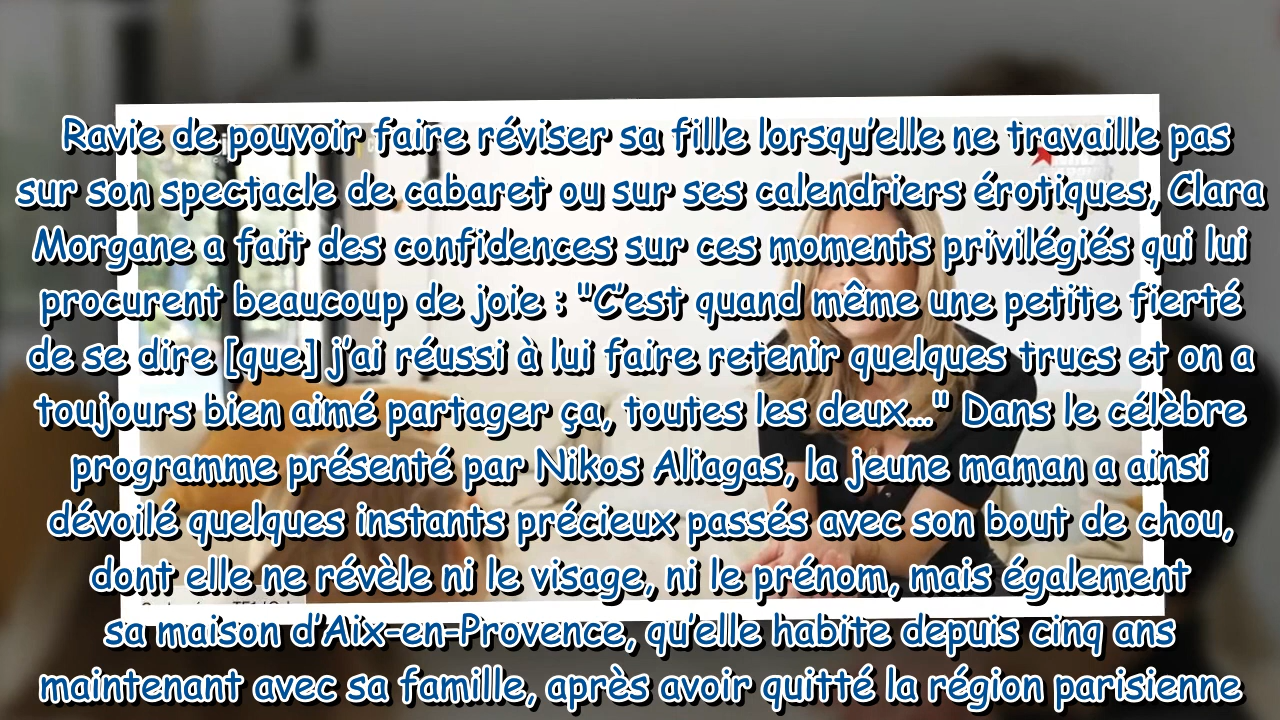 Ravie de pouvoir faire réviser sa fille lorsqu'elle ne travaille pas
sur son spectacle de cabaret ou sur ses calendriers érotiques, Clara
Morgane a fait des confidences sur ces moments privilégiés qui lui
procurent beaucoup de joie : "C'est quand même une petite fierté
de se dire [que] j'ai réussi à lui faire retenir quelques trucs et on a
toujours bien aimé partager ça, toutes les deux..." Dans le célèbre
programme présenté par Nikos Aliagas, la jeune maman a ainsi
dévoilé quelques instants précieux passés avec son bout de chou,
dont elle ne révèle ni le visage, ni le prénom, mais également
sa maison d'Aix-en-Provence, qu'elle habite depuis cinq ans
maintenant avec sa famille, après avoir quitté la région parisienne